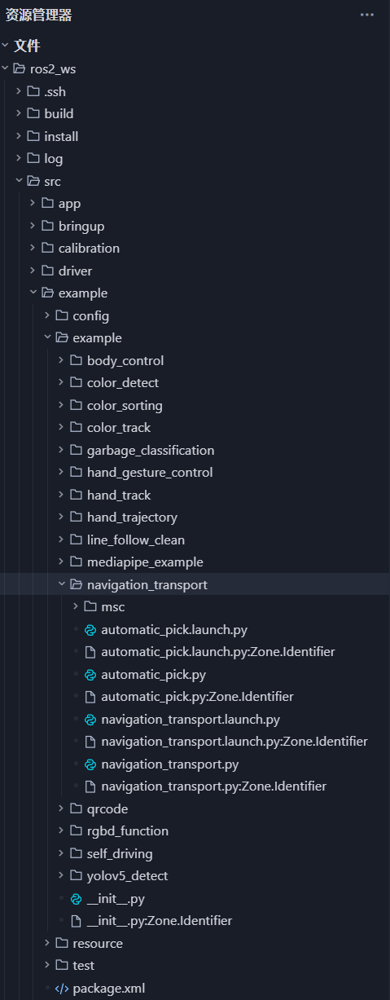 资源管理器
文件
ros2_ws
.ssh
build
install
log
src
app
bringup
calibration
driver
example
config
example
body_control
color_detect
color_sorting
color_track
garbage_classification
hand_gesture_control
hand_track
hand_trajectory
line_follow_clean
mediapipe_example
navigation_transport
msc
automatic_pick.launch.py
automatic_pick.launch.py:Zone.Identifier
automatic_pick.py
automatic_pick.py:Zone.Identifier
navigation_transport.launch.py
navigation_transport.launch.py:Zone.Identifier
navigation_transport.py
navigation_transport.py:Zone.Identifier
qrcode
rgbd_function
self_driving
yolov5_detect
__init__.py
__init__.py:Zone.Identifier
resource
test
package.xml